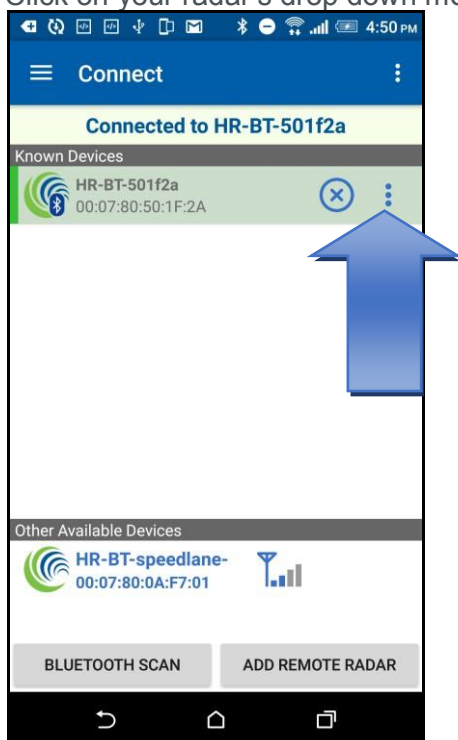 Click on your radar's drop down
4:50 PM
Connect
Connected to HR-BT-501f2a
Known Devices
HR-BT-501f2a
00:07:80:50:1F:2A
Other Available Devices
HR-BT-speedlane-
00:07:80:0A:F7:01
BLUETOOTH SCAN
ADD REMOTE RADAR